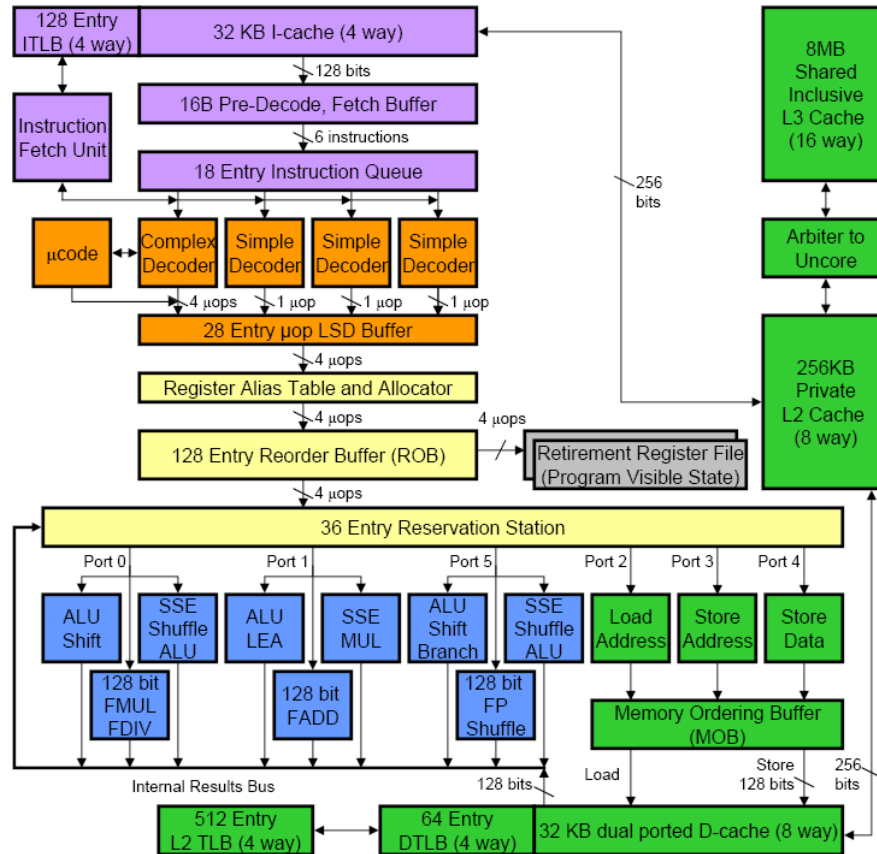 128 Entry
ITLB (4 way)
32 KB I-cache (4 way)
8MB
Shared
Inclusive
L3 Cache
(16 way)
128 bits
16B Pre-Decode, Fetch Buffer
Instruction
Fetch Unit
6 instructions
18 Entry Instruction Queue
256
bits
µcode
Complex
Decoder
Simple
Decoder
Simple
Decoder
Simple
Decoder
Arbiter to
Uncore
4 µops
1 µop
1 µop
1 µop
28 Entry µop LSD Buffer
4 µops
Register Alias Table and Allocator
256KB
Private
L2 Cache
(8 way)
4 µops
4 µops
128 Entry Reorder Buffer (ROB)
Retirement Register File
(Program Visible State)
4 µops
36 Entry Reservation Station
Port 0
Port 1
Port 5
Port 2
Port 3
Port 4
ALU
Shift
SSE
Shuffle
ALU
ALU
LEA
SSE
MUL
ALU
Shift
Branch
SSE
Shuffle
ALU
Load
Address
Store
Address
Store
Data
128 bit
FMUL
FDIV
128 bit
FADD
128 bit
FP
Shuffle
Memory Ordering Buffer
(MOB)
Internal Results Bus
128 bits
Load
Store
128 bits
256
bits
512 Entry
L2 TLB (4 way)
64 Entry
DTLB (4 way)
32 KB dual ported D-cache (8 way)